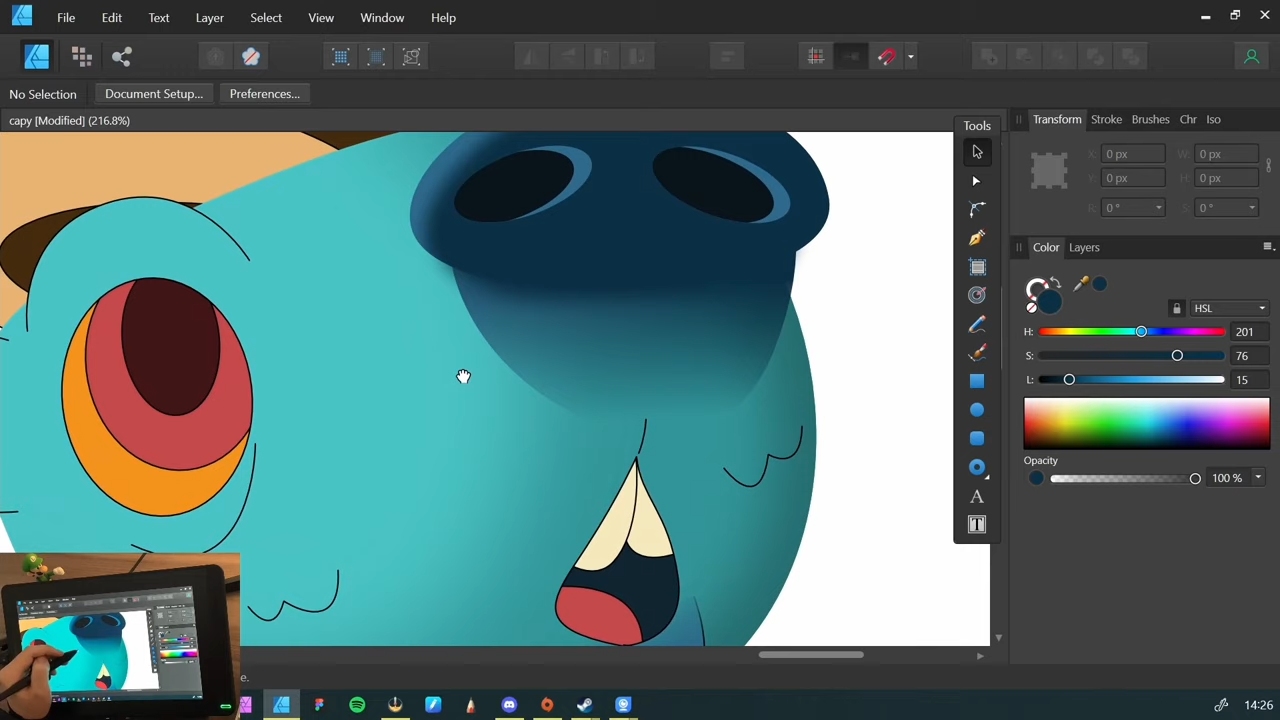 File Edit Text Layer Select View Window Help
No Selection Document Setup... Preferences...
capy [Modified] (216.8%)
Tools
Transform Stroke Brushes Chr Iso
X: 0 px W: 0 px
Y: 0 px H: 0 px
R: 0 ° S: 0 °
Color Layers
HSL
H: 201
S: 76
L: 15
Opacity
100 %
A
T
e.
14:26